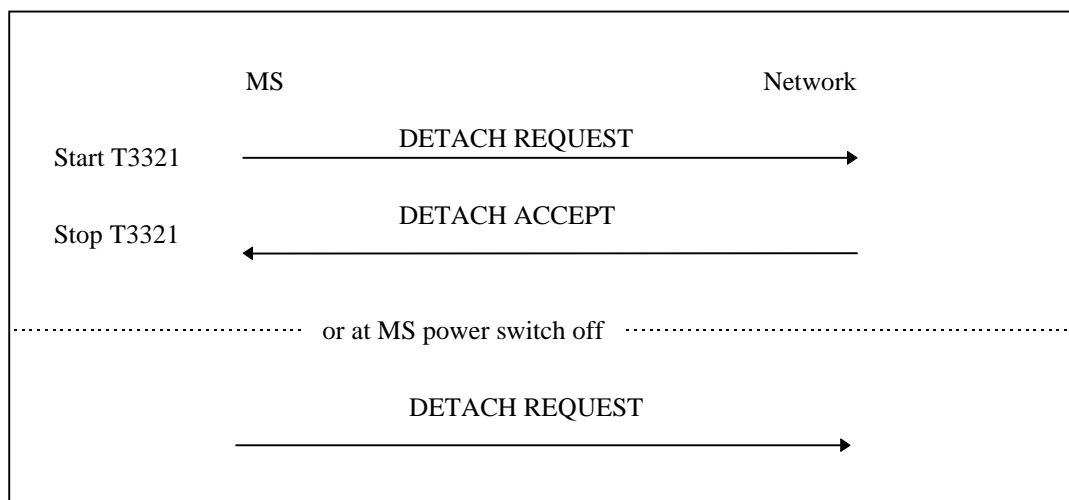 MS Network
DETACH REQUEST
Start T3321
DETACH ACCEPT
Stop T3321
or at MS power switch off
DETACH REQUEST